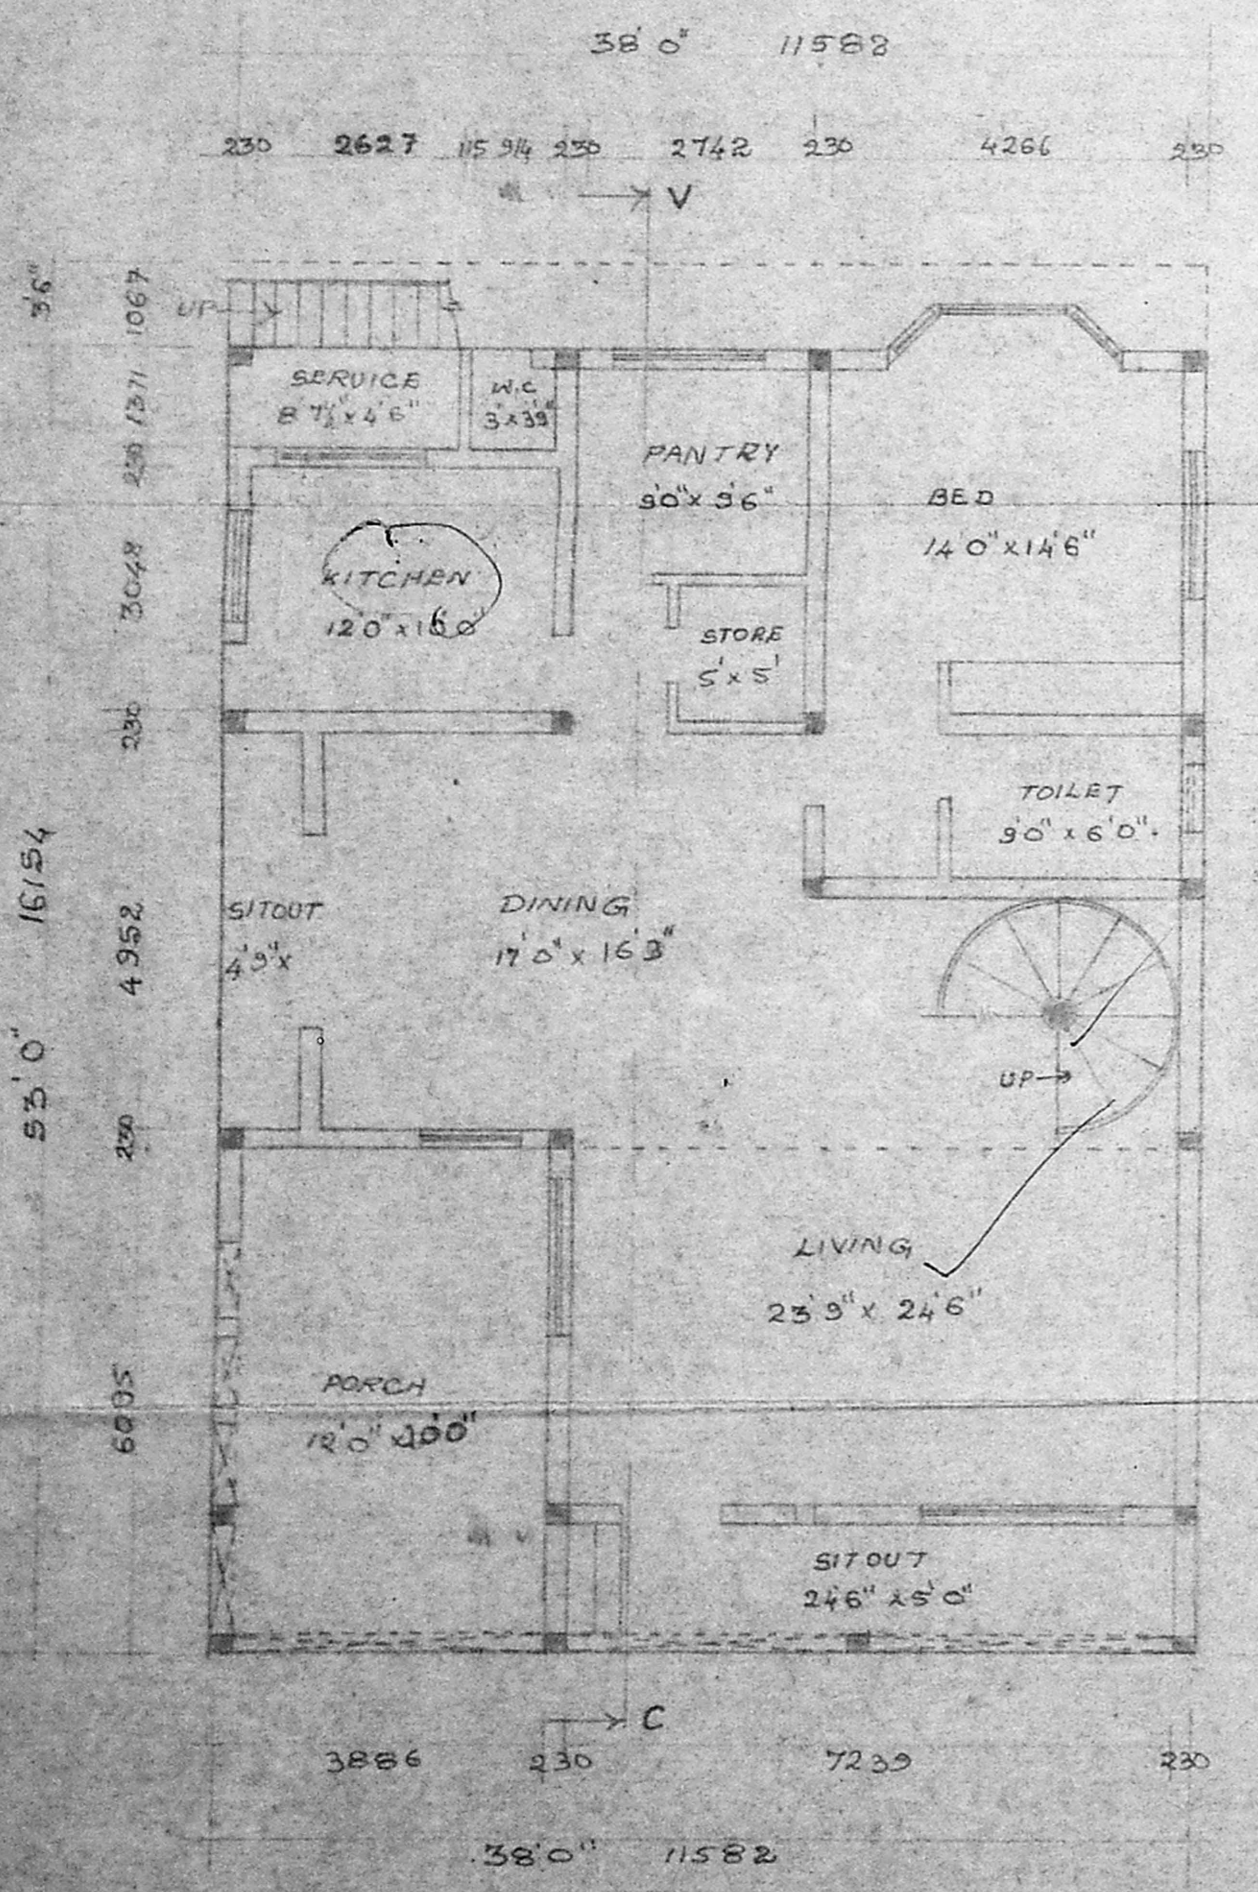 38'0" 11582
230 2627 115 914 230 2742 230 4266 230
V
3'6"
1067
UP
1371
SERVICE
8'7½"x4'6"
W.C
3'x3'9"
230
PANTRY
9'0"x9'6"
BED
14'0"x14'6"
3048
KITCHEN
12'0"x10'0"
STORE
5'x5'
230
TOILET
9'0"x6'0"
53'0" 16154
4952
SITOUT
4'9"x
DINING
17'0"x16'3"
UP
230
LIVING
23'9"x24'6"
6095
PORCH
12'0"x20'0"
SITOUT
24'6"x5'0"
C
3886 230 7239 230
38'0" 11582